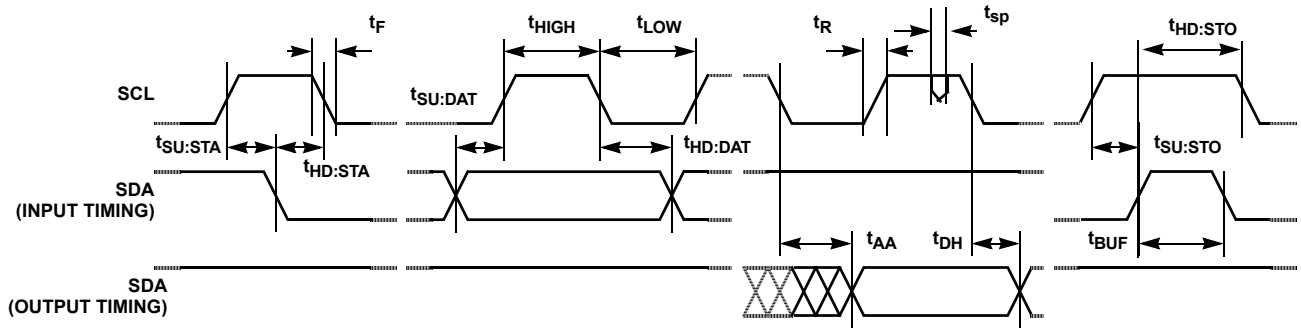 tF
tHIGH
tLOW
tR
tsp
tHD:STO
SCL
tSU:DAT
tSU:STA
tHD:STA
tHD:DAT
tSU:STO
SDA
(INPUT TIMING)
tAA
tDH
tBUF
SDA
(OUTPUT TIMING)